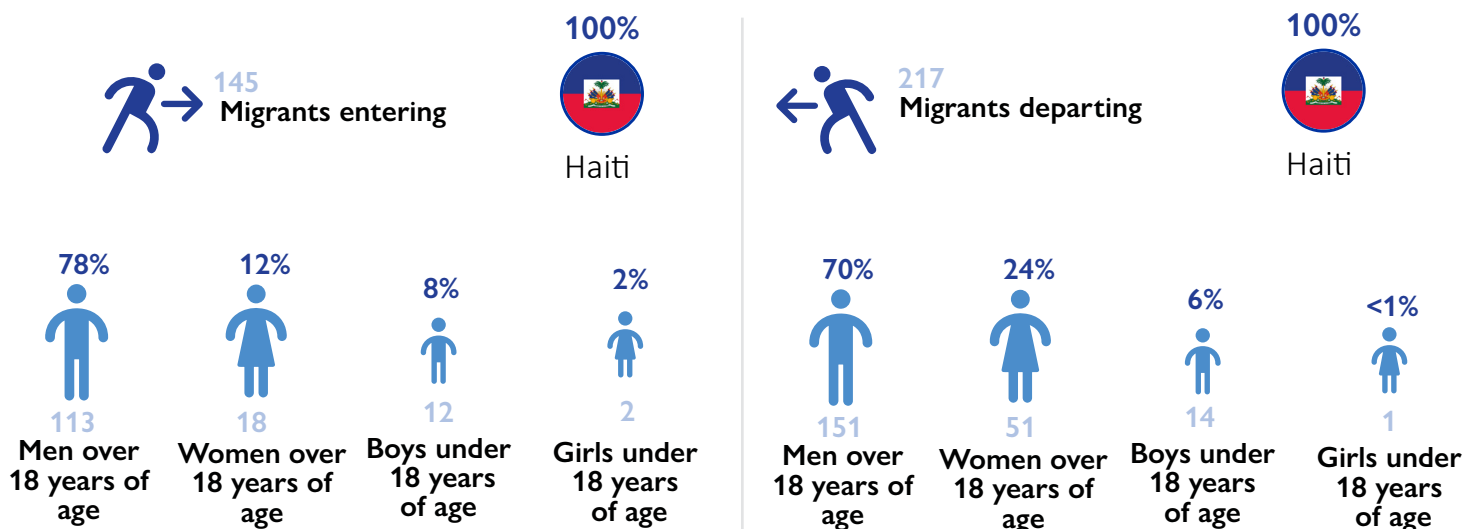 145
Migrants entering
100%
Haiti
78%
113
Men over
18 years of
age
12%
18
Women over
18 years of
age
8%
12
Boys under
18 years
of age
2%
2
Girls under
18 years
of age
217
Migrants departing
100%
Haiti
70%
151
Men over
18 years of
age
24%
51
Women over
18 years of
age
6%
14
Boys under
18 years
of age
<1%
1
Girls under
18 years
of age